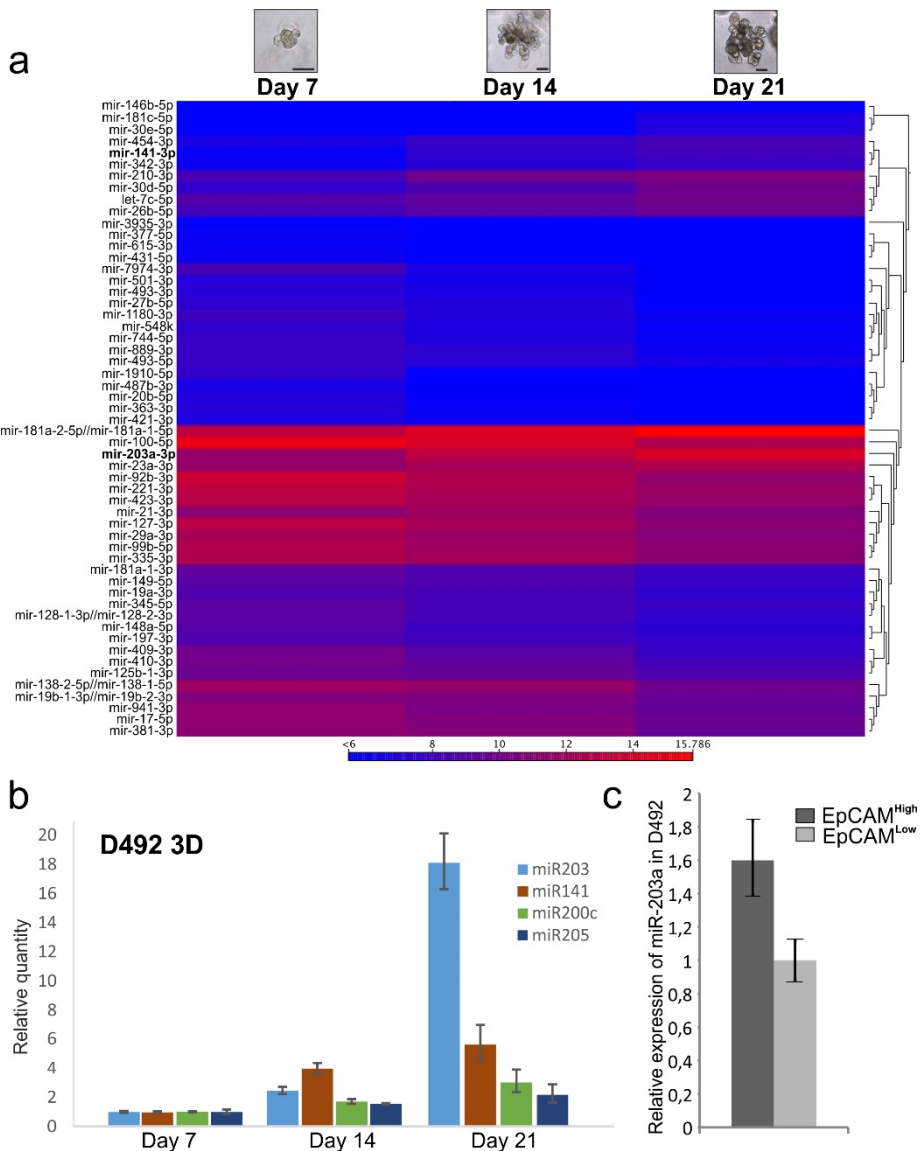 a
Day 7
Day 14
Day 21
mir-146b-5p
mir-181c-5p
mir-30e-5p
mir-454-3p
mir-141-3p
mir-342-3p
mir-210-3p
mir-30d-5p
let-7c-5p
mir-26b-5p
mir-3935-3p
mir-377-5p
mir-615-3p
mir-431-5p
mir-7974-3p
mir-501-3p
mir-493-3p
mir-27b-5p
mir-1180-3p
mir-548k
mir-744-5p
mir-889-3p
mir-493-5p
mir-1910-5p
mir-487b-3p
mir-20b-5p
mir-363-3p
mir-421-3p
mir-181a-2-5p//mir-181a-1-5p
mir-100-5p
mir-203a-3p
mir-23a-3p
mir-92b-3p
mir-221-3p
mir-423-3p
mir-21-3p
mir-127-3p
mir-29a-3p
mir-99b-5p
mir-335-3p
mir-181a-1-3p
mir-149-5p
mir-19a-3p
mir-345-5p
mir-128-1-3p//mir-128-2-3p
mir-148a-5p
mir-197-3p
mir-409-3p
mir-410-3p
mir-125b-1-3p
mir-138-2-5p//mir-138-1-5p
mir-19b-1-3p//mir-19b-2-3p
mir-941-3p
mir-17-5p
mir-381-3p
<6 8 10 12 14 15.786
b
D492 3D
Relative quantity
20
18
16
14
12
10
8
6
4
2
0
miR203
miR141
miR200c
miR205
Day 7 Day 14 Day 21
c
Relative expression of miR-203a in D492
2
1,8
1,6
1,4
1,2
1
0,8
0,6
0,4
0,2
0
EpCAMHigh
EpCAMLow